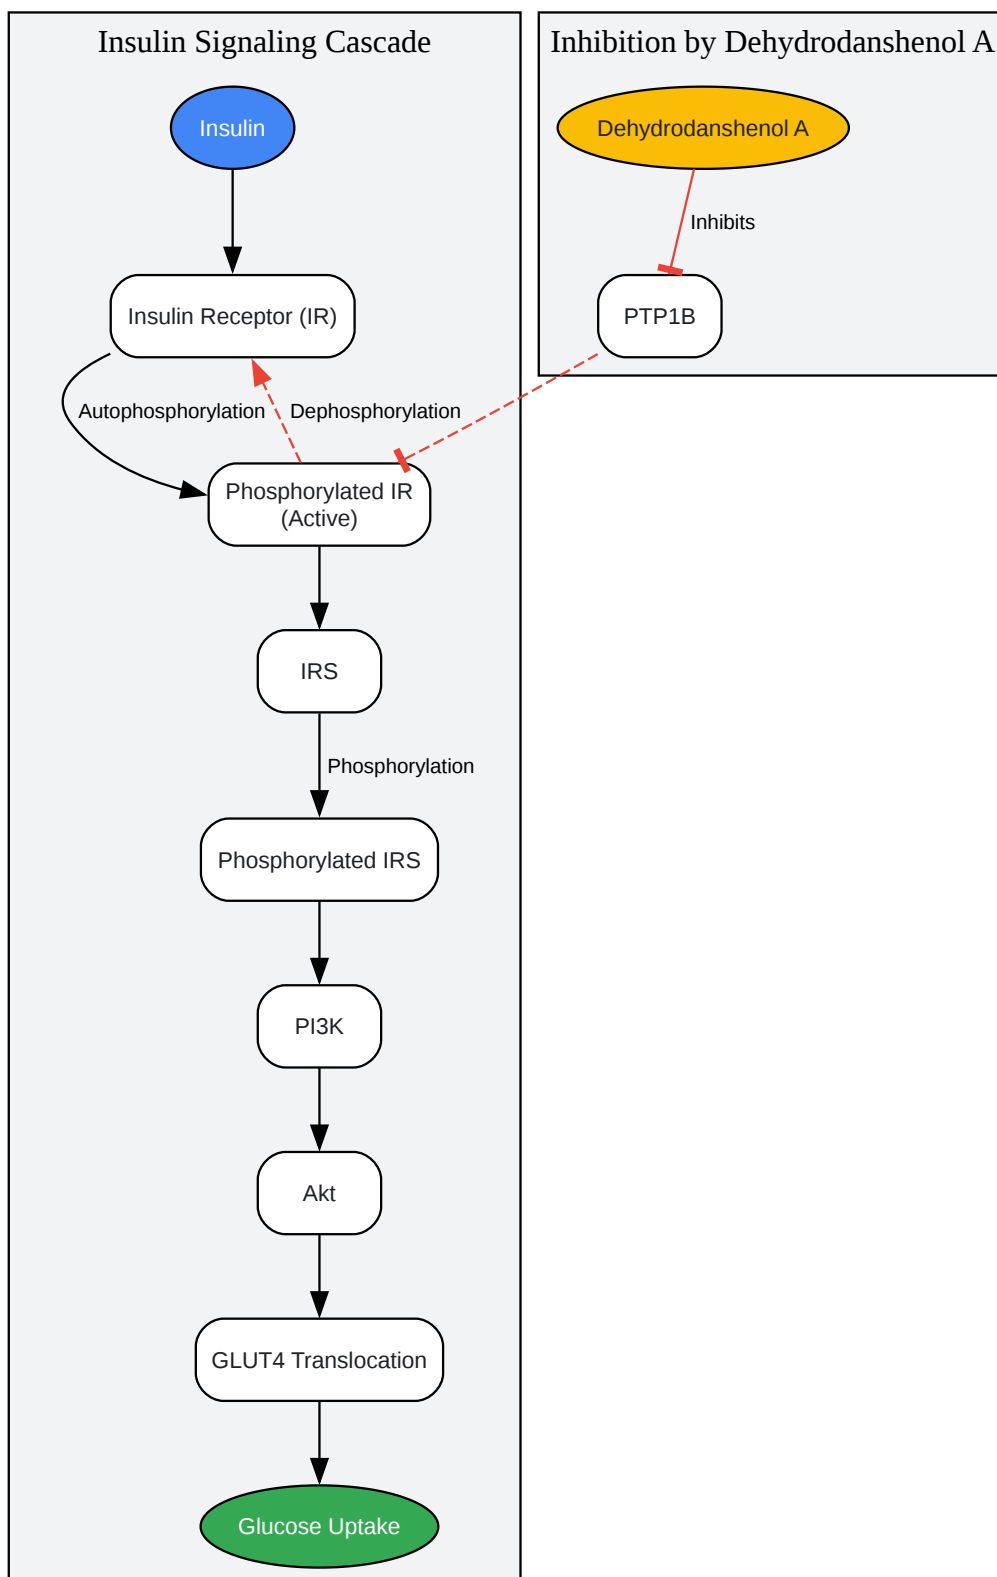 Insulin Signaling Cascade
Insulin
Insulin Receptor (IR)
Autophosphorylation
Dephosphorylation
Phosphorylated IR
(Active)
IRS
Phosphorylation
Phosphorylated IRS
PI3K
Akt
GLUT4 Translocation
Glucose Uptake
Inhibition by Dehydrodanshenol A
Dehydrodanshenol A
Inhibits
PTP1B